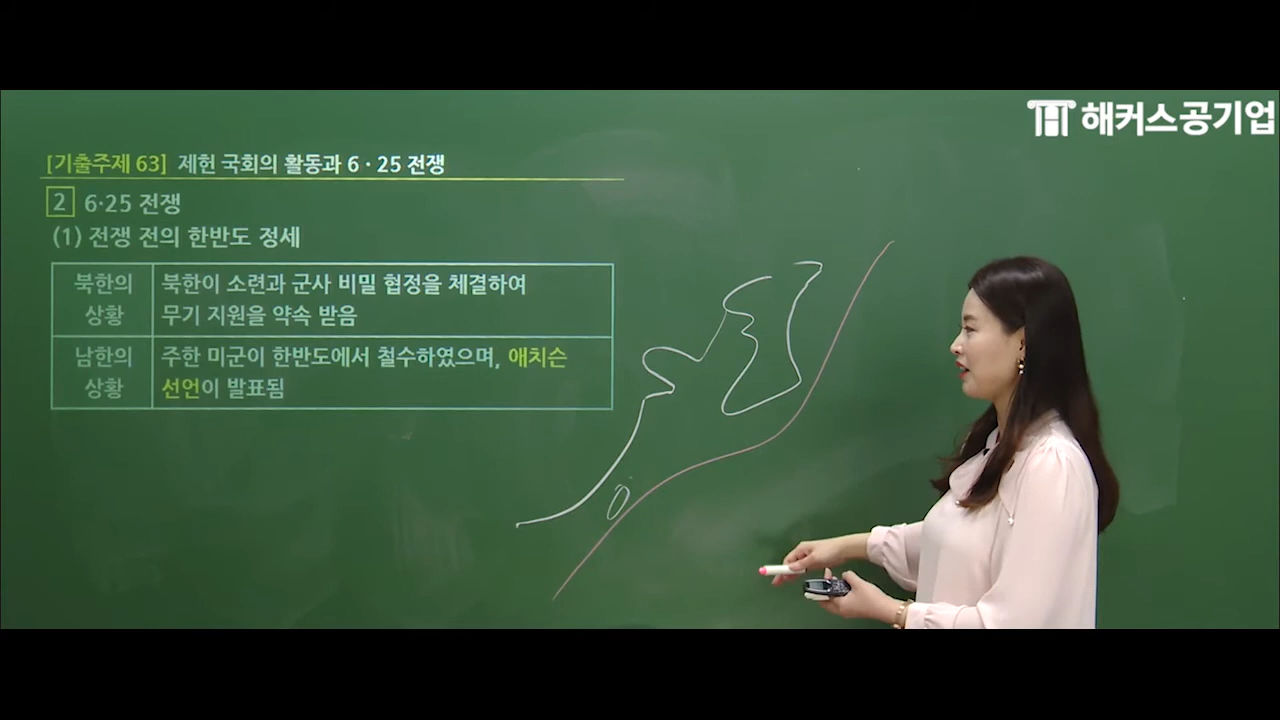 해커스공기업
[기출주제 63] 제헌 국회의 활동과 6·25 전쟁
2 6·25 전쟁
(1) 전쟁 전의 한반도 정세
북한의 상황
북한이 소련과 군사 비밀 협정을 체결하여
무기 지원을 약속 받음
남한의 상황
주한 미군이 한반도에서 철수하였으며, 애치슨
선언이 발표됨